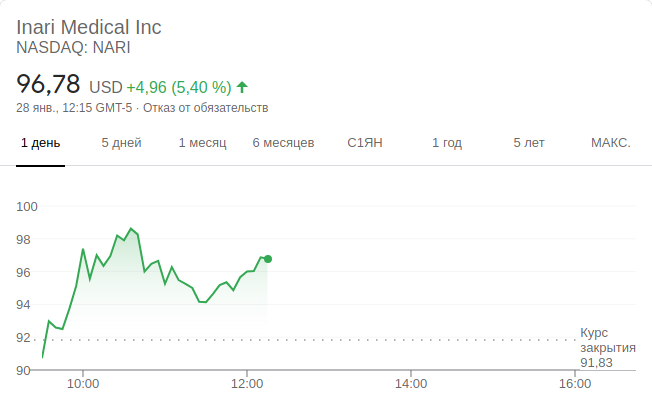 Inari Medical Inc
NASDAQ: NARI
96,78 USD +4,96 (5,40 %)
28 янв., 12:15 GMT-5 · Отказ от обязательств
1 день 5 дней 1 месяц 6 месяцев С1ЯН 1 год 5 лет МАКС.
100
98
96
94
92
Курс
закрытия
91,83
90
10:00 12:00 14:00 16:00